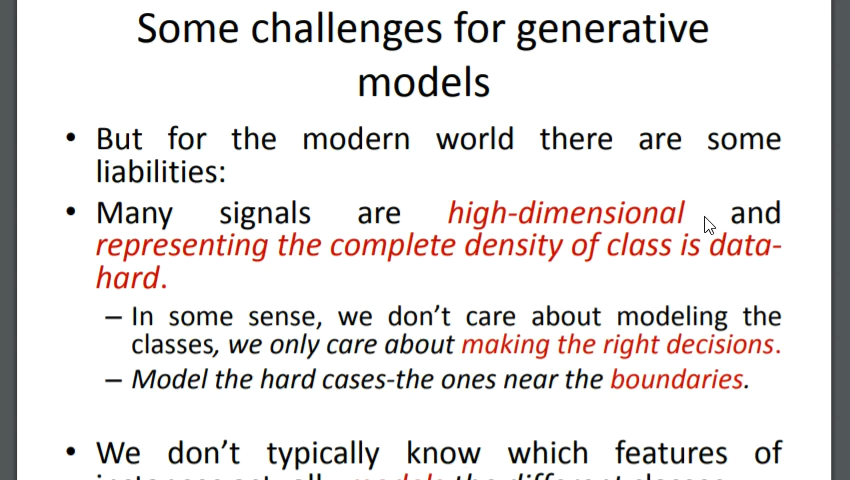 Some challenges for generative
models
• But for the modern world there are some
liabilities:
• Many signals are high-dimensional and
representing the complete density of class is data-
hard.
– In some sense, we don't care about modeling the
classes, we only care about making the right decisions.
– Model the hard cases-the ones near the boundaries.
• We don't typically know which features of